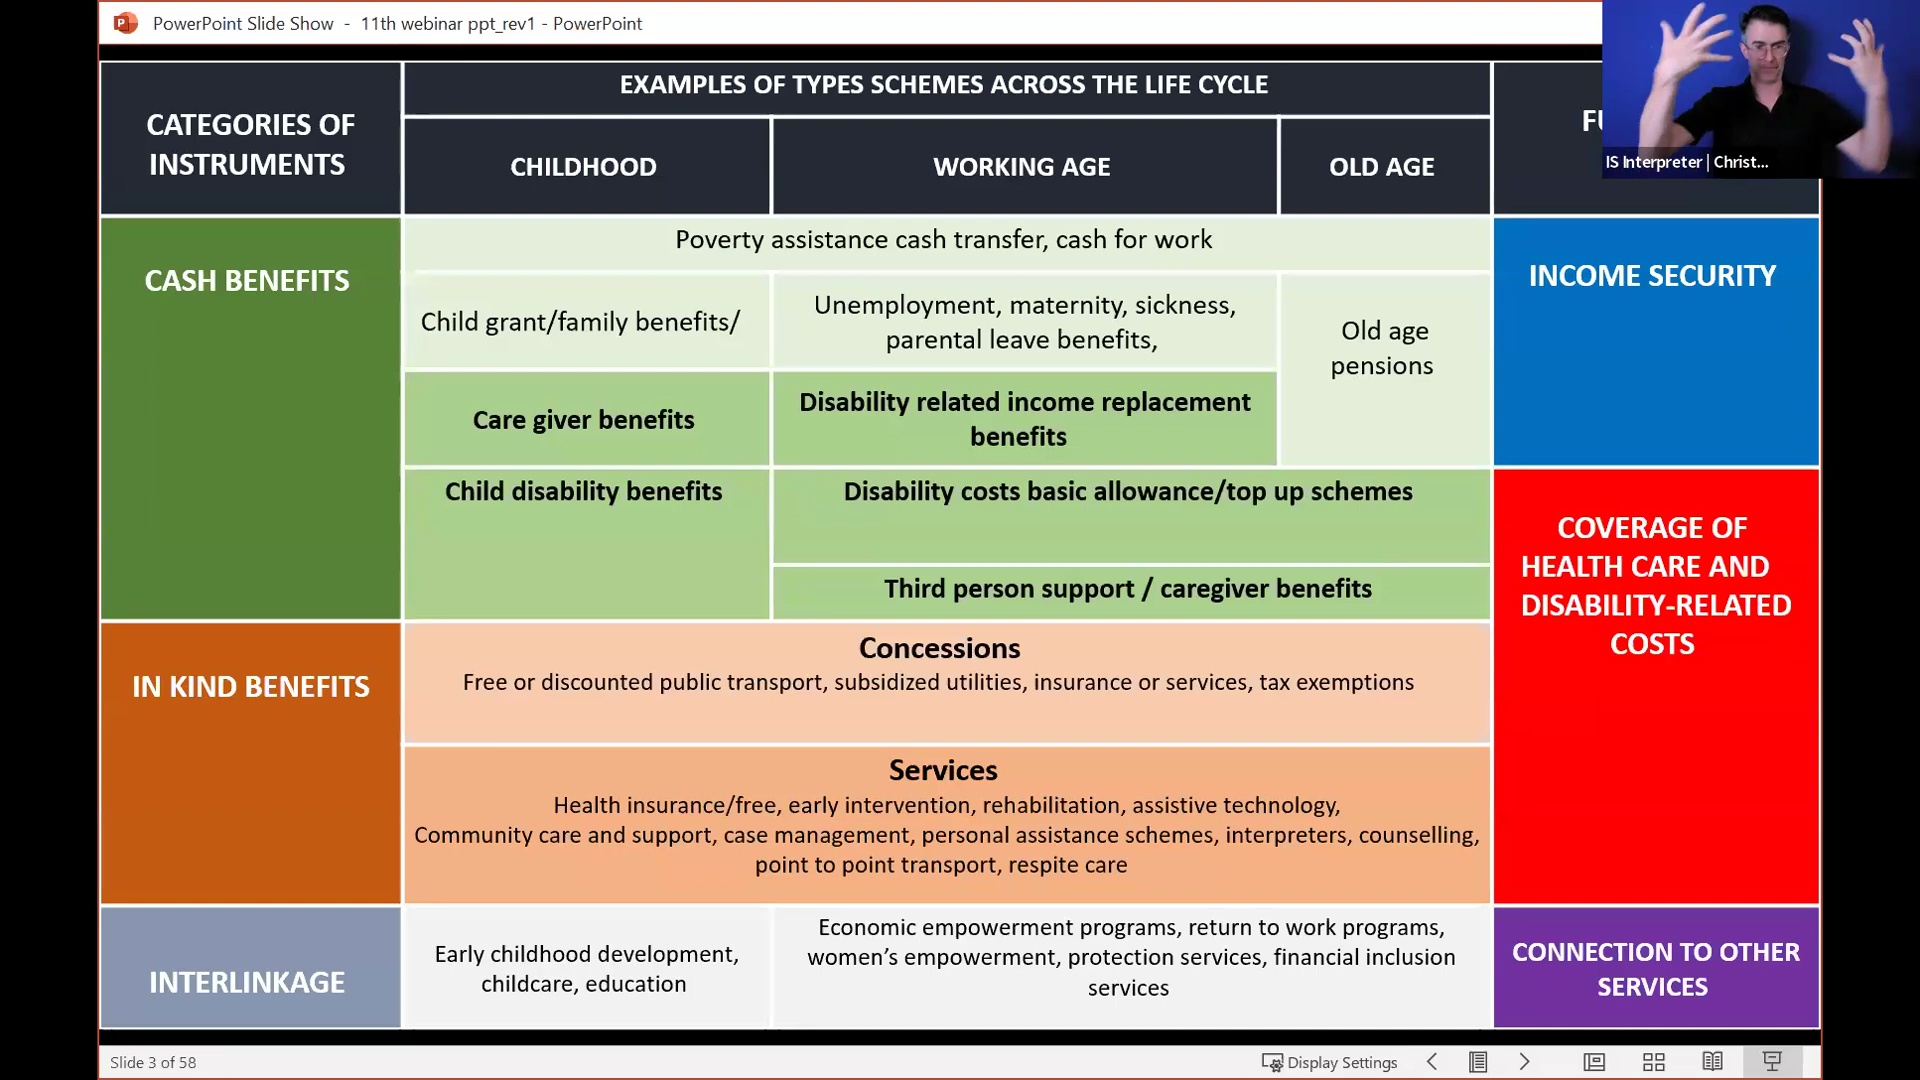 PowerPoint Slide Show - 11th webinar ppt_rev1 - PowerPoint
IS Interpreter | Christ...
CATEGORIES OF
INSTRUMENTS
EXAMPLES OF TYPES SCHEMES ACROSS THE LIFE CYCLE
CHILDHOOD
WORKING AGE
OLD AGE
CASH BENEFITS
Poverty assistance cash transfer, cash for work
Child grant/family benefits/
Unemployment, maternity, sickness,
parental leave benefits,
Old age
pensions
INCOME SECURITY
Care giver benefits
Disability related income replacement
benefits
Child disability benefits
Disability costs basic allowance/top up schemes
Third person support / caregiver benefits
COVERAGE OF
HEALTH CARE AND
DISABILITY-RELATED
COSTS
IN KIND BENEFITS
Concessions
Free or discounted public transport, subsidized utilities, insurance or services, tax exemptions
Services
Health insurance/free, early intervention, rehabilitation, assistive technology,
Community care and support, case management, personal assistance schemes, interpreters, counselling,
point to point transport, respite care
INTERLINKAGE
Early childhood development,
childcare, education
Economic empowerment programs, return to work programs,
women's empowerment, protection services, financial inclusion
services
CONNECTION TO OTHER
SERVICES
Slide 3 of 58
Display Settings